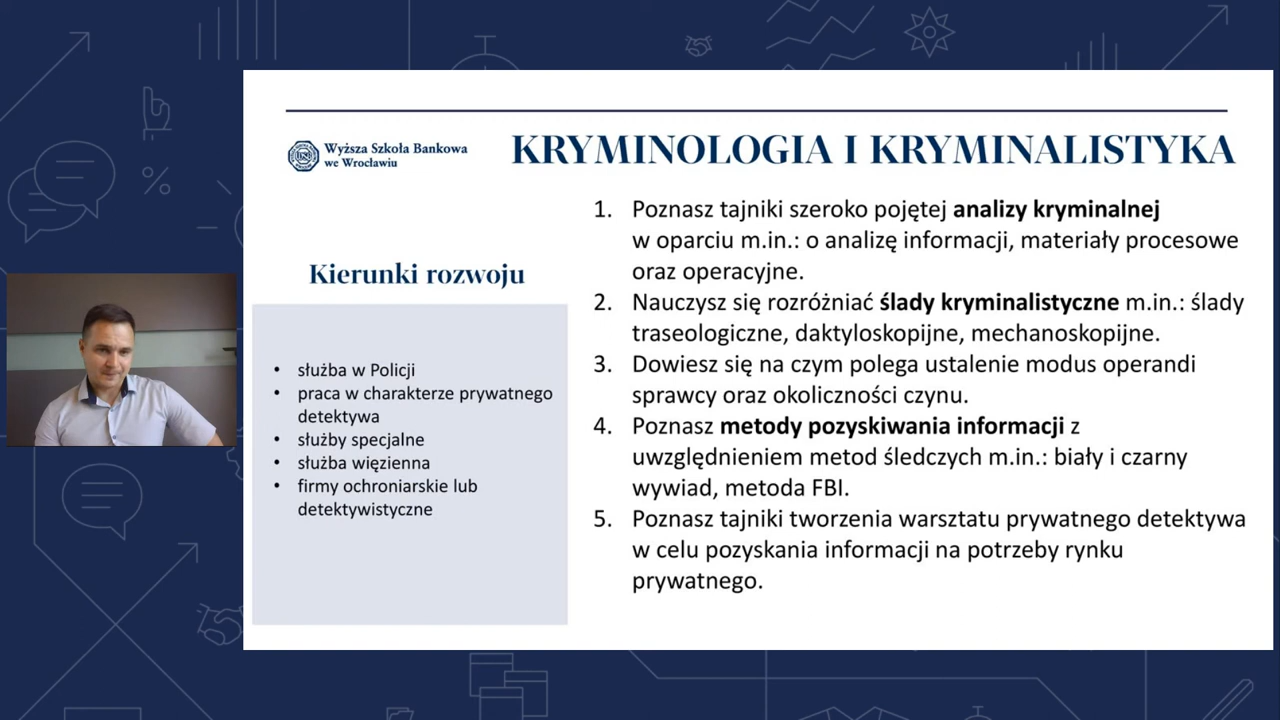 Wyższa Szkoła Bankowa
we Wrocławiu
KRYMINOLOGIA I KRYMINALISTYKA
Kierunki rozwoju
• służba w Policji
• praca w charakterze prywatnego
detektywa
• służby specjalne
• służba więzienna
• firmy ochroniarskie lub
detektywistyczne
1. Poznasz tajniki szeroko pojętej analizy kryminalnej
w oparciu m.in.: o analizę informacji, materiały procesowe
oraz operacyjne.
2. Nauczysz się rozróżniać ślady kryminalistyczne m.in.: ślady
traseologiczne, daktyloskopijne, mechanoskopijne.
3. Dowiesz się na czym polega ustalenie modus operandi
sprawcy oraz okoliczności czynu.
4. Poznasz metody pozyskiwania informacji z
uwzględnieniem metod śledczych m.in.: biały i czarny
wywiad, metoda FBI.
5. Poznasz tajniki tworzenia warsztatu prywatnego detektywa
w celu pozyskania informacji na potrzeby rynku
prywatnego.